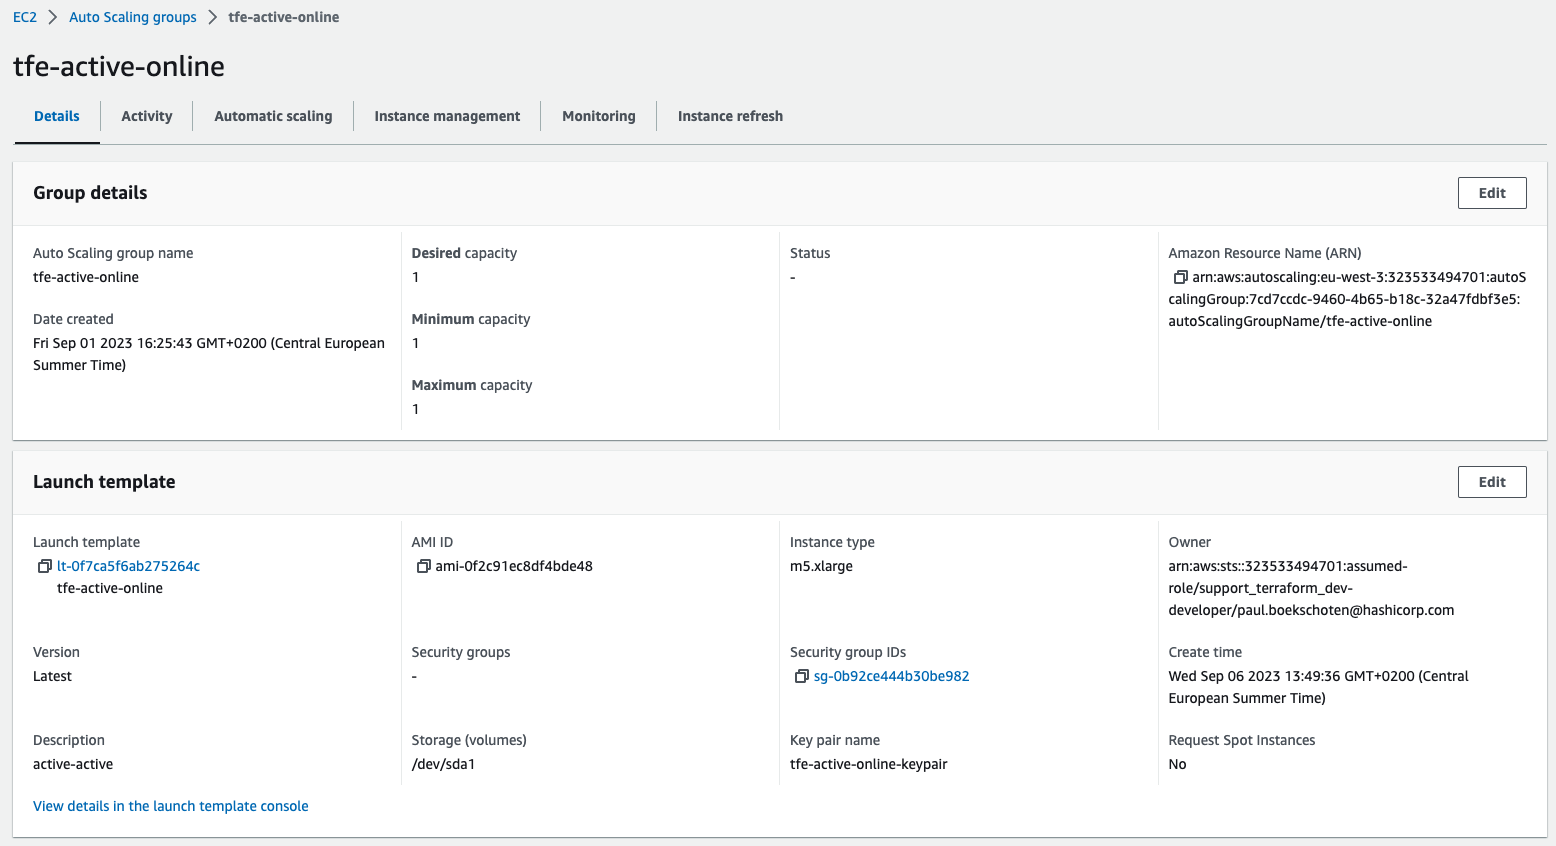 EC2 > Auto Scaling groups > tfe-active-online
tfe-active-online
Details
Activity
Automatic scaling
Instance management
Monitoring
Instance refresh
Group details
Edit
Auto Scaling group name
tfe-active-online
Date created
Fri Sep 01 2023 16:25:43 GMT+0200 (Central European
Summer Time)
Desired capacity
1
Minimum capacity
1
Maximum capacity
1
Status
-
Amazon Resource Name (ARN)
arn:aws:autoscaling:eu-west-3:323533494701:autoS
calingGroup:7cd7ccdc-9460-4b65-b18c-32a47fdbf3e5:
autoScalingGroupName/tfe-active-online
Launch template
Edit
Launch template
lt-0f7ca5f6ab275264c
tfe-active-online
AMI ID
ami-0f2c91ec8df4bde48
Instance type
m5.xlarge
Owner
arn:aws:sts::323533494701:assumed-
role/support_terraform_dev-
developer/paul.boekschoten@hashicorp.com
Version
Latest
Security groups
-
Security group IDs
sg-0b92ce444b30be982
Create time
Wed Sep 06 2023 13:49:36 GMT+0200 (Central
European Summer Time)
Description
active-active
Storage (volumes)
/dev/sda1
Key pair name
tfe-active-online-keypair
Request Spot Instances
No
View details in the launch template console